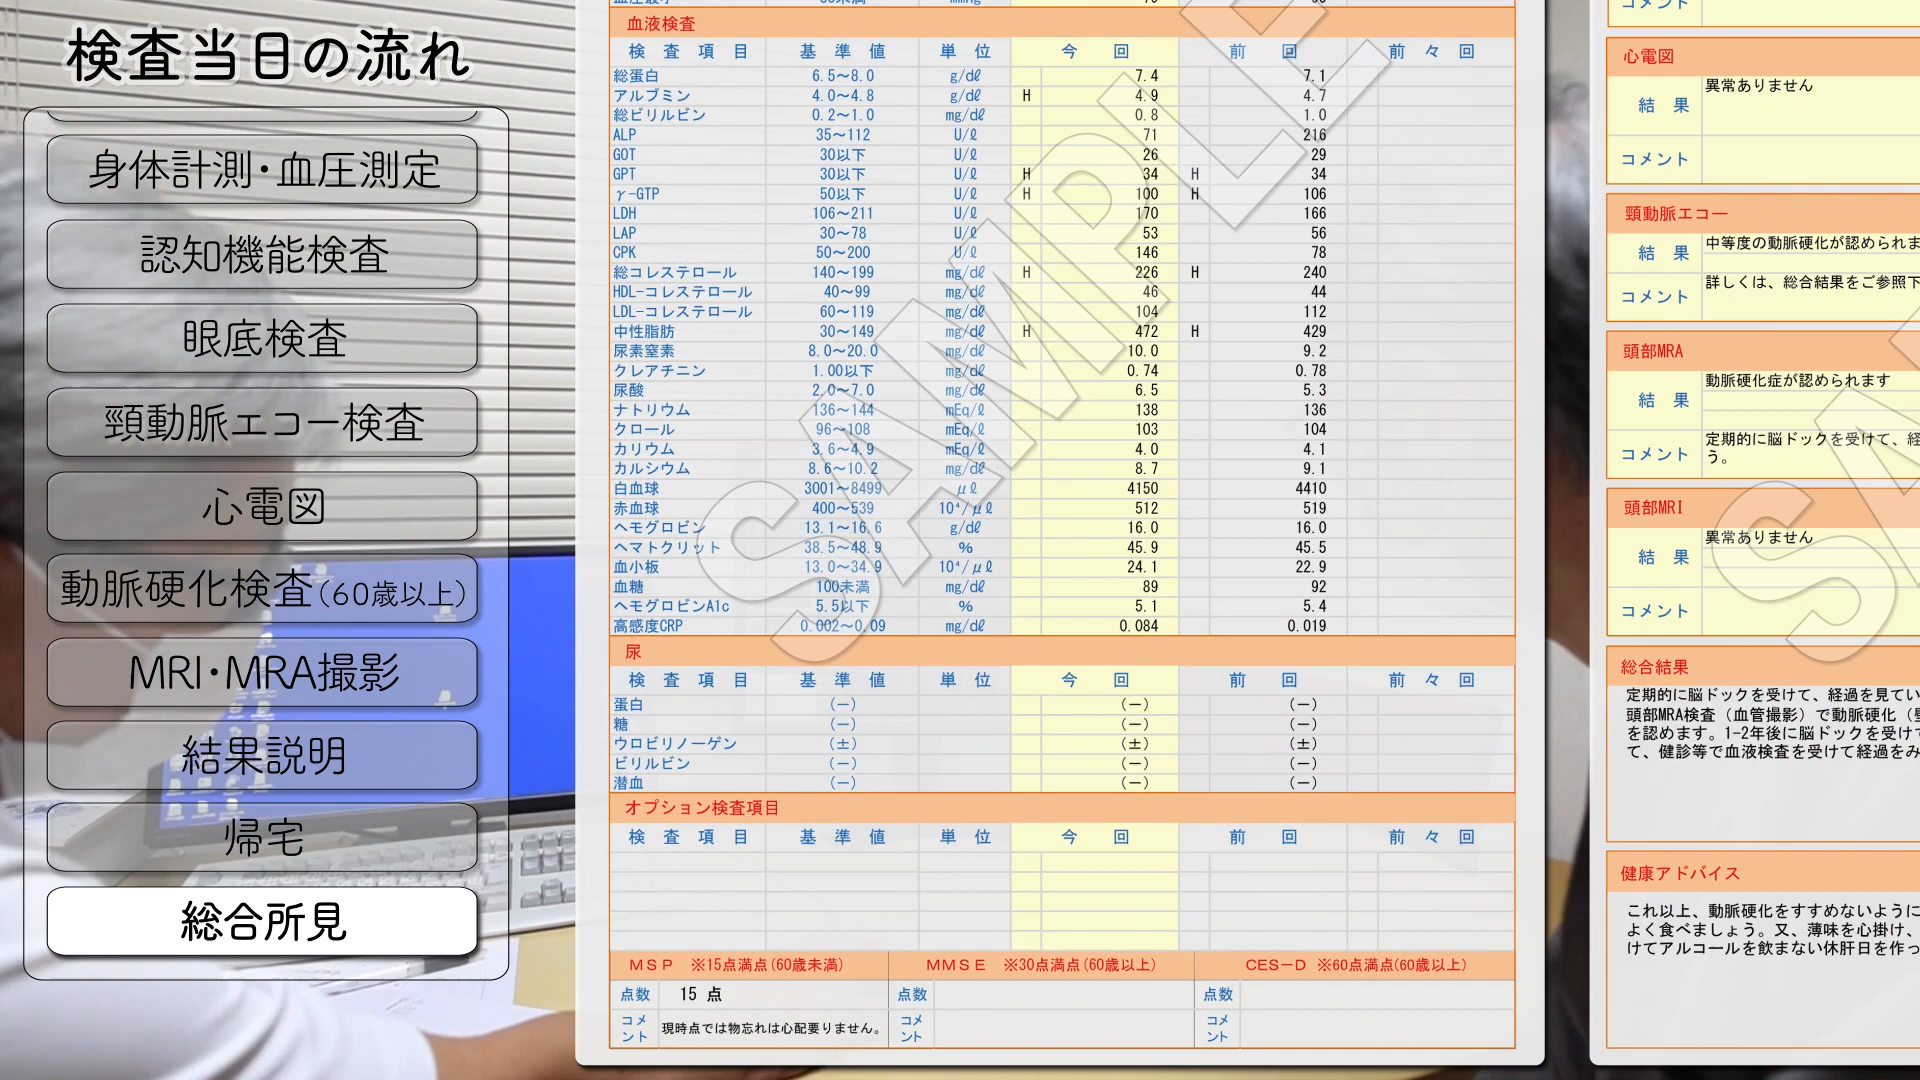 検査当日の流れ
身体計測・血圧測定
認知機能検査
眼底検査
頸動脈エコー検査
心電図
動脈硬化検査（60歳以上）
MRI・MRA撮影
結果説明
帰宅
総合所見
血液検査
検査項目 基準値 単位 今回 前回 前々回
総蛋白 6.5～8.0 g/dℓ 7.4 7.1
アルブミン 4.0～4.8 g/dℓ H 4.9 4.7
総ビリルビン 0.2～1.0 mg/dℓ 0.8 1.0
ALP 35～112 U/ℓ 71 216
GOT 30以下 U/ℓ 26 29
GPT 30以下 U/ℓ H 34 H 34
γ-GTP 50以下 U/ℓ H 100 H 106
LDH 106～211 U/ℓ 170 166
LAP 30～78 U/ℓ 53 56
CPK 50～200 U/ℓ 146 78
総コレステロール 140～199 mg/dℓ H 226 H 240
HDL-コレステロール 40～99 mg/dℓ 46 44
LDL-コレステロール 60～119 mg/dℓ 104 112
中性脂肪 30～149 mg/dℓ H 472 H 429
尿素窒素 8.0～20.0 mg/dℓ 10.0 9.2
クレアチニン 1.00以下 mg/dℓ 0.74 0.78
尿酸 2.0～7.0 mg/dℓ 6.5 5.3
ナトリウム 136～144 mEq/ℓ 138 136
クロール 96～108 mEq/ℓ 103 104
カリウム 3.6～4.9 mEq/ℓ 4.0 4.1
カルシウム 8.6～10.2 mg/dℓ 8.7 9.1
白血球 3001～8499 μℓ 4150 4410
赤血球 400～539 10⁴/μℓ 512 519
ヘモグロビン 13.1～16.6 g/dℓ 16.0 16.0
ヘマトクリット 38.5～48.9 % 45.9 45.5
血小板 13.0～34.9 10⁴/μℓ 24.1 22.9
血糖 100未満 mg/dℓ 89 92
ヘモグロビンA1c 5.5以下 % 5.1 5.4
高感度CRP 0.002～0.09 mg/dℓ 0.084 0.019
尿
検査項目 基準値 単位 今回 前回 前々回
蛋白 (－) (－) (－)
糖 (－) (－) (－)
ウロビリノーゲン (±) (±) (±)
ビリルビン (－) (－) (－)
潜血 (－) (－) (－)
オプション検査項目
検査項目 基準値 単位 今回 前回 前々回
MSP ※15点満点(60歳未満) MMSE ※30点満点(60歳以上) CES－D ※60点満点(60歳以上)
点数 15 点 点数 点数
コメント 現時点では物忘れは心配要りません。 コメント コメント
SAMPLE
コメント
心電図
結果 異常ありません
コメント
頸動脈エコー
結果 中等度の動脈硬化が認められま
コメント 詳しくは、総合結果をご参照下
頭部MRA
結果 動脈硬化症が認められます
コメント 定期的に脳ドックを受けて、経
う。
頭部MRI
結果 異常ありません
コメント
総合結果
定期的に脳ドックを受けて、経過を見てい
頭部MRA検査（血管撮影）で動脈硬化（
を認めます。1-2年後に脳ドックを受けて
て、健診等で血液検査を受けて経過をみ
健康アドバイス
これ以上、動脈硬化をすすめないように
よく食べましょう。又、薄味を心掛け、
けてアルコールを飲まない休肝日を作っ
SA